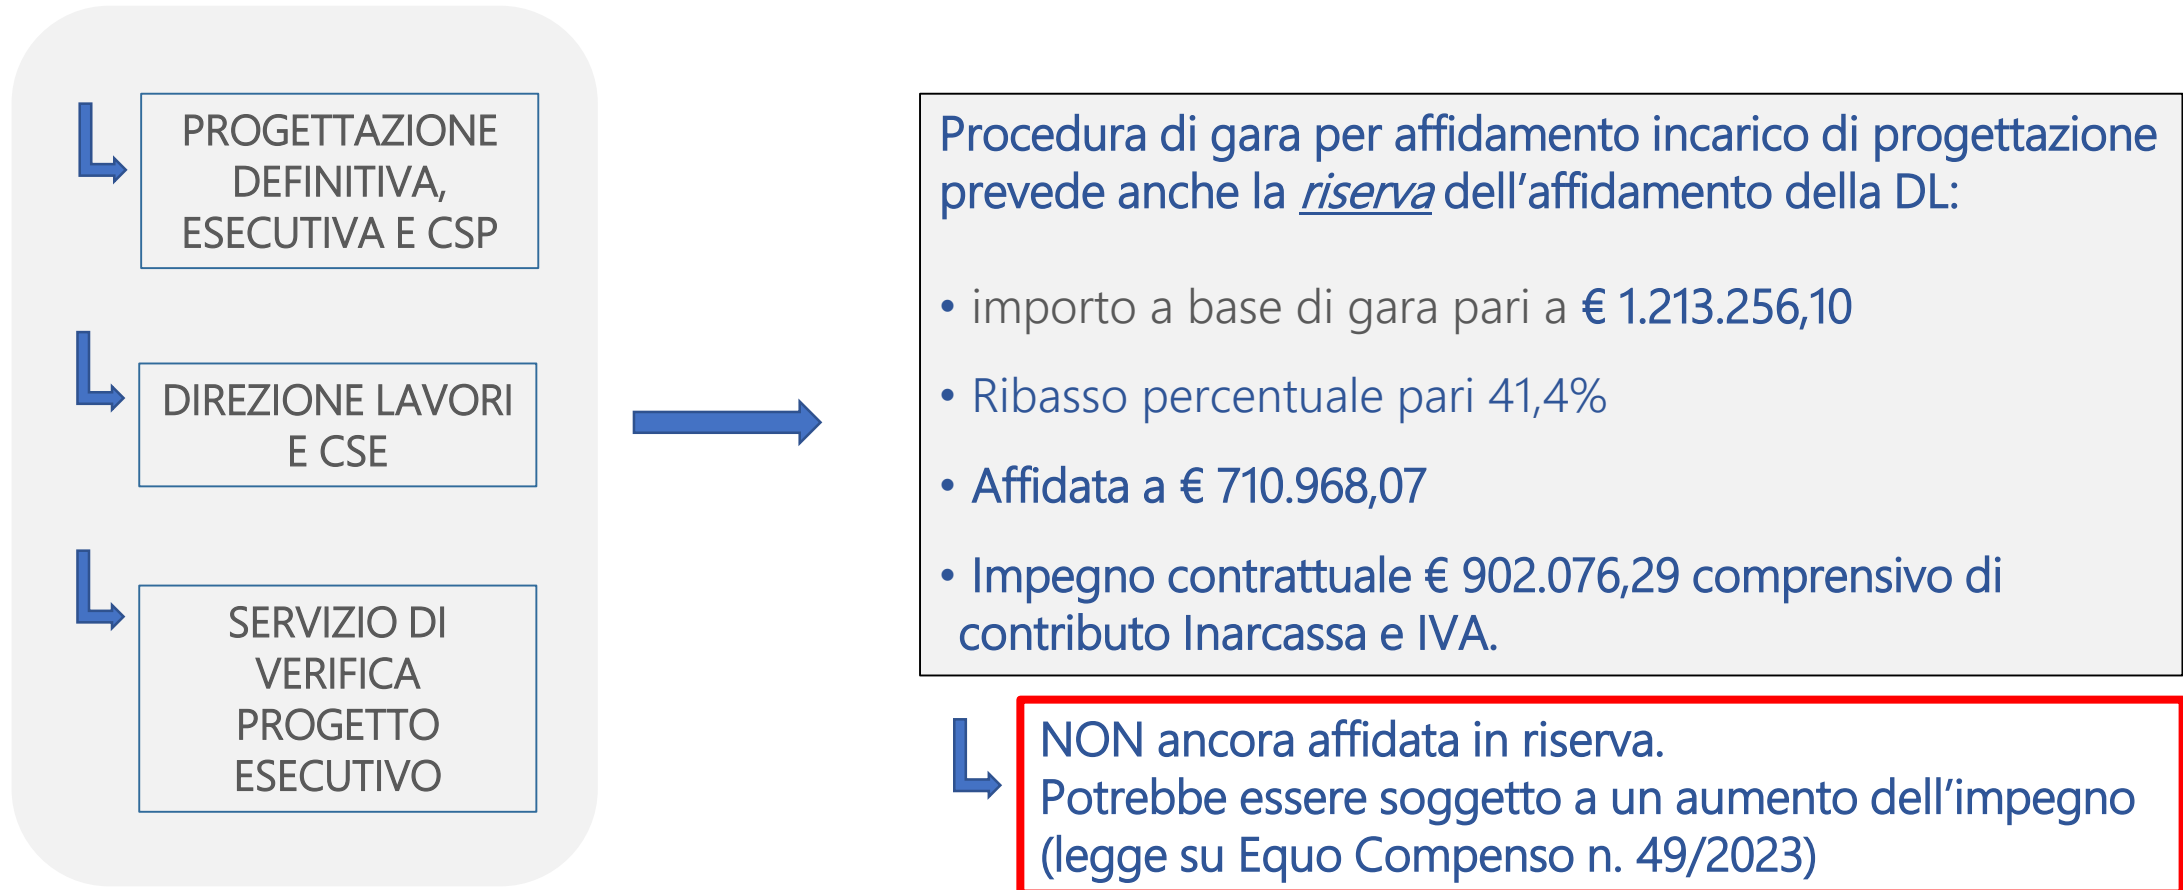 PROGETTAZIONE
DEFINITIVA,
ESECUTIVA E CSP
DIREZIONE LAVORI
E CSE
SERVIZIO DI
VERIFICA
PROGETTO
ESECUTIVO
Procedura di gara per affidamento incarico di progettazione
prevede anche la riserva dell’affidamento della DL:
• importo a base di gara pari a € 1.213.256,10
• Ribasso percentuale pari 41,4%
• Affidata a € 710.968,07
• Impegno contrattuale € 902.076,29 comprensivo di
contributo Inarcassa e IVA.
NON ancora affidata in riserva.
Potrebbe essere soggetto a un aumento dell’impegno
(legge su Equo Compenso n. 49/2023)